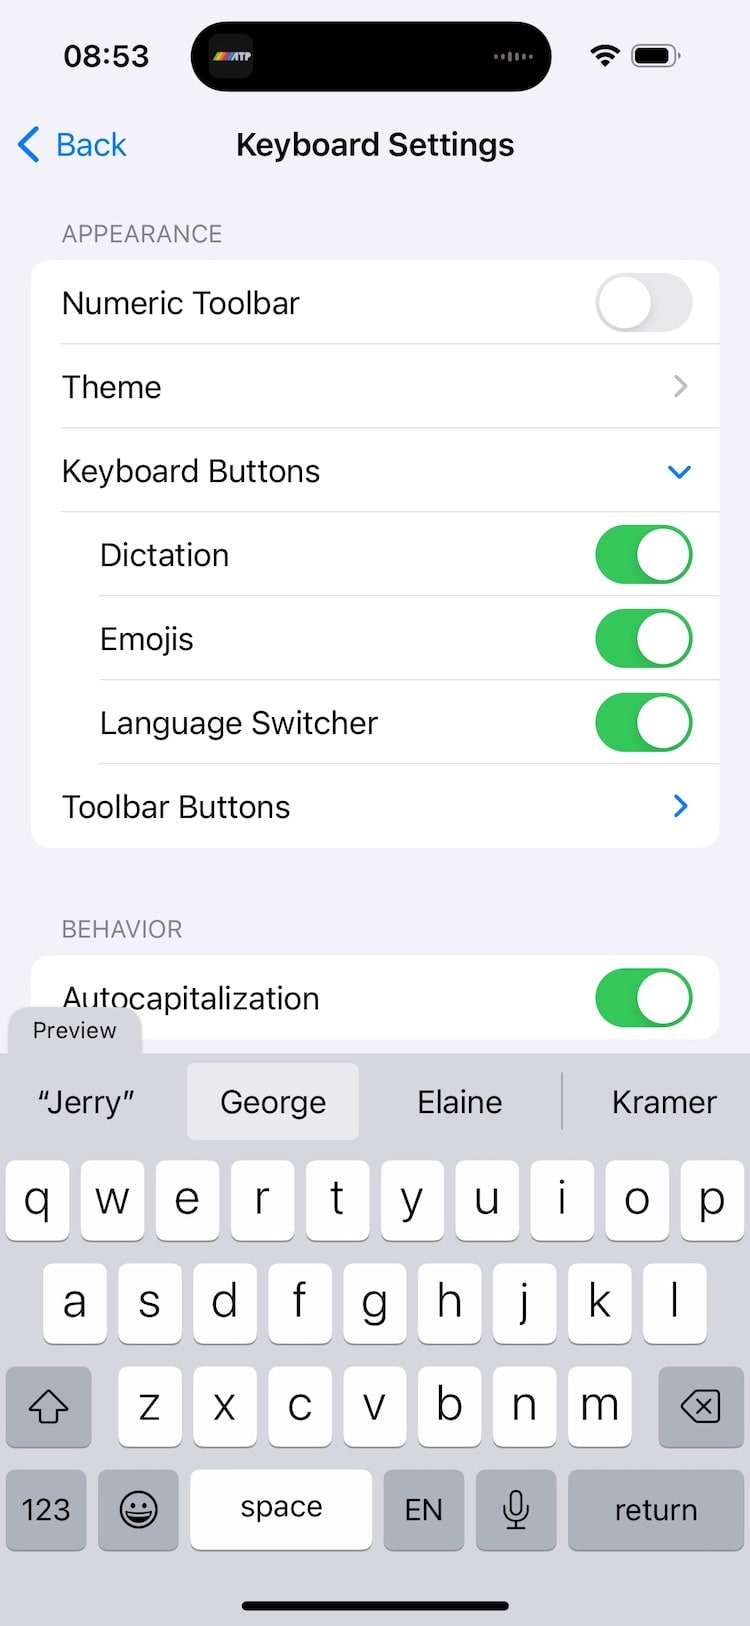 08:53
ATP
Back
Keyboard Settings
APPEARANCE
Numeric Toolbar
Theme
Keyboard Buttons
Dictation
Emojis
Language Switcher
Toolbar Buttons
BEHAVIOR
Autocapitalization
Preview
“Jerry” George Elaine Kramer
q w e r t y u i o p
a s d f g h j k l
z x c v b n m
123 space EN return